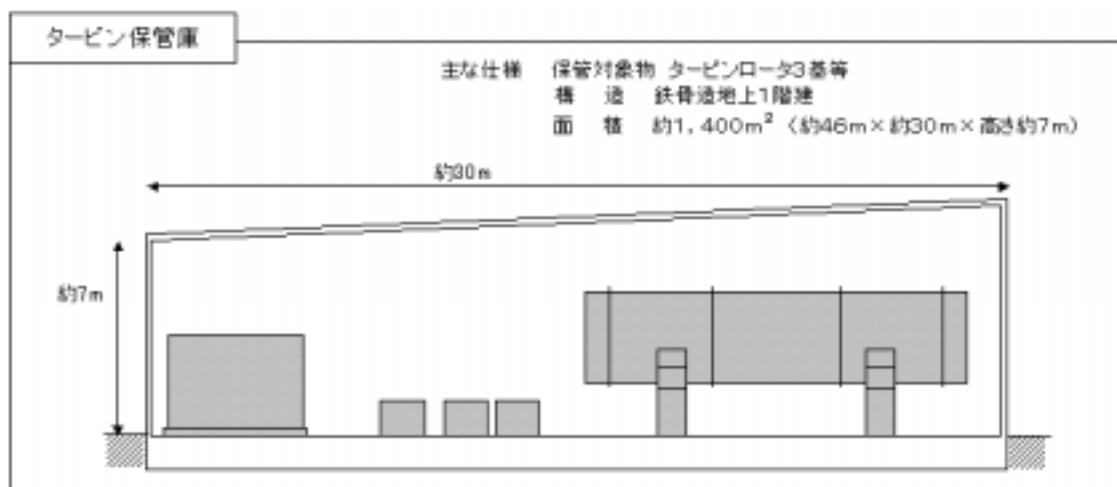 タービン保管庫
主な仕様 保管対象物 タービンロータ3基等
構 造 鉄骨造地上1階建
面 積 約1,400m² (約46m×約30m×高さ約7m)
約30m
約7m